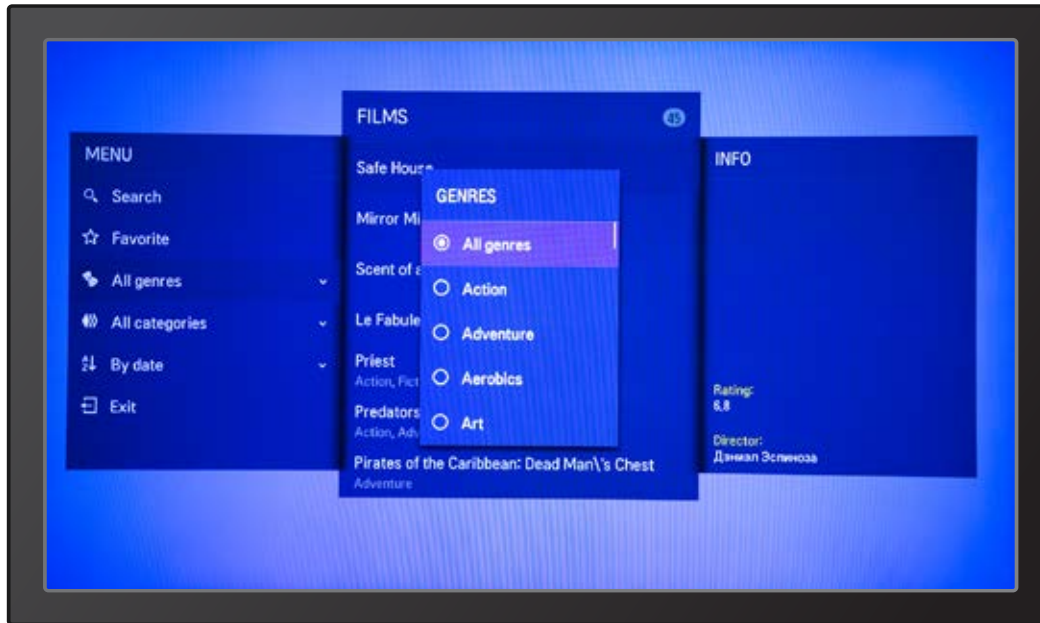 MENU
Search
Favorite
All genres
All categories
By date
Exit
FILMS
45
Safe House
Mirror Mi
Scent of a
Le Fabule
Priest
Action, Fict
Predators
Action, Adv
Pirates of the Caribbean: Dead Man\'s Chest
Adventure
GENRES
All genres
Action
Adventure
Aerobics
Art
INFO
Rating:
6,8
Director:
Дэниэл Эспиноза